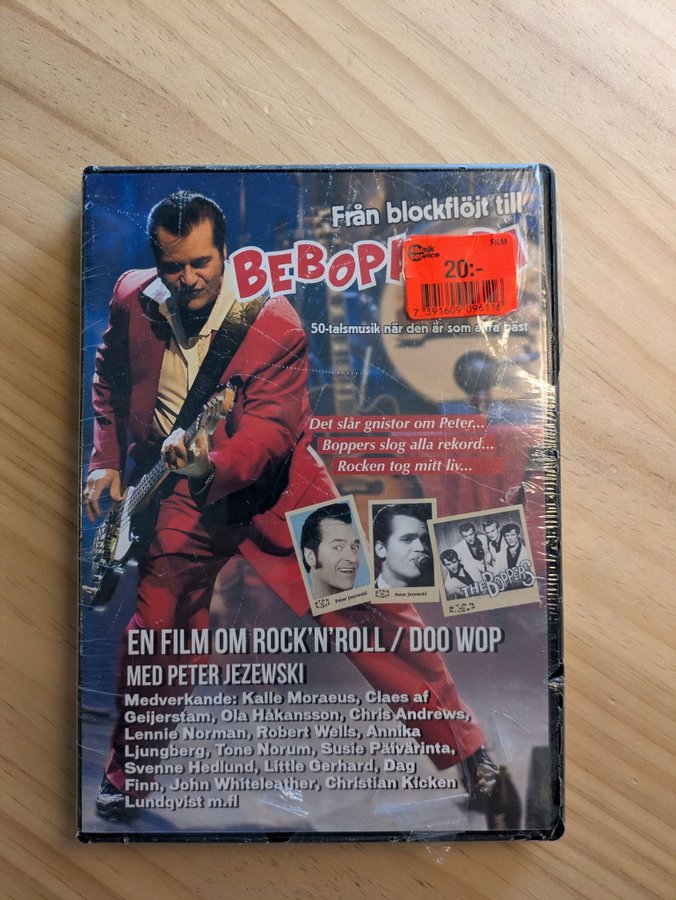 Från blockflöjt till
Musik
service
FILM
20:-
7 391609 096116
50-talsmusik när den är som allra bäst
Det slår gnistor om Peter...
Boppers slog alla rekord...
Rocken tog mitt liv...
Peter Jezewski
Peter Jezewski
THE BOPPERS
EN FILM OM ROCK'N'ROLL / DOO WOP
MED PETER JEZEWSKI
Medverkande: Kalle Moraeus, Claes af
Geijerstam, Ola Håkansson, Chris Andrews,
Lennie Norman, Robert Wells, Annika
Ljungberg, Tone Norum, Susie Päivärinta,
Svenne Hedlund, Little Gerhard, Dag
Finn, John Whiteleather, Christian Kicken
Lundqvist m.fl